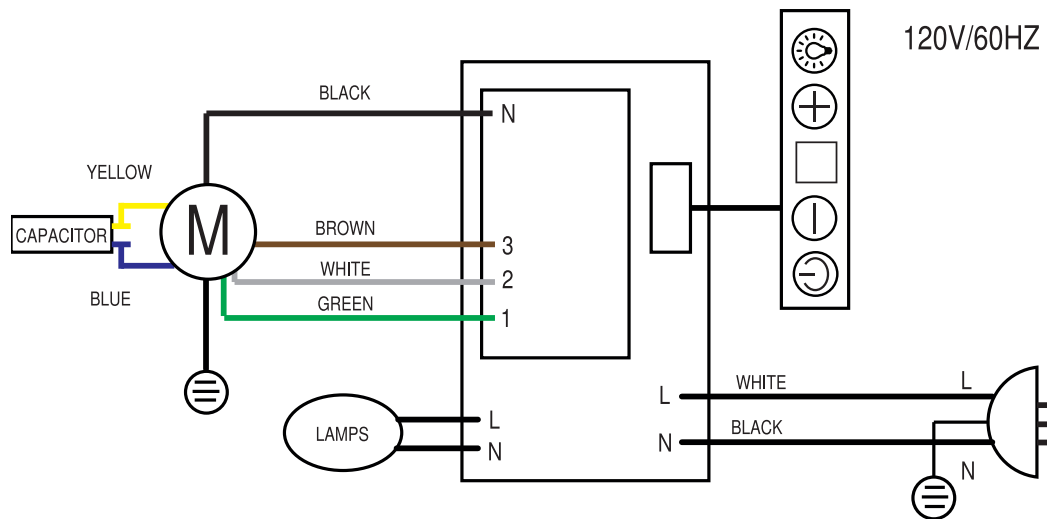 120V/60HZ
BLACK
N
YELLOW
M
CAPACITOR
BROWN
3
WHITE
2
BLUE
GREEN
1
L
WHITE
L
LAMPS
L
N
N
BLACK
N